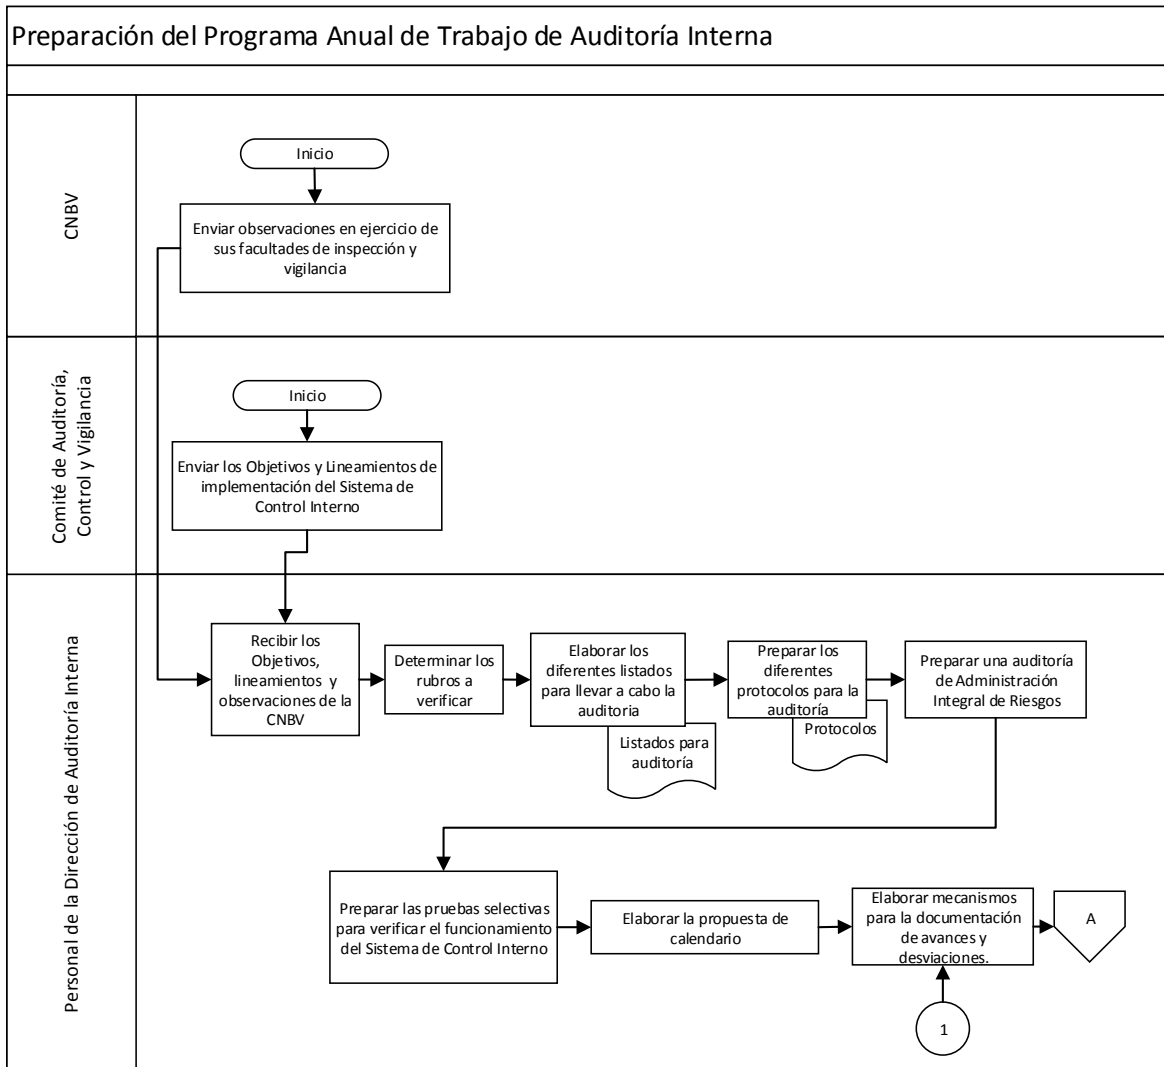 Preparación del Programa Anual de Trabajo de Auditoría Interna
CNBV
Inicio
Enviar observaciones en ejercicio de
sus facultades de inspección y
vigilancia
Comité de Auditoría,
Control y Vigilancia
Inicio
Enviar los Objetivos y Lineamientos de
implementación del Sistema de
Control Interno
Personal de la Dirección de Auditoría Interna
Recibir los
Objetivos,
lineamientos y
observaciones de la
CNBV
Determinar los
rubros a
verificar
Elaborar los
diferentes listados
para llevar a cabo la
auditoria
Listados para
auditoría
Preparar los
diferentes
protocolos para la
auditoría
Protocolos
Preparar una auditoría
de Administración
Integral de Riesgos
Preparar las pruebas selectivas
para verificar el funcionamiento
del Sistema de Control Interno
Elaborar la propuesta de
calendario
Elaborar mecanismos
para la documentación
de avances y
desviaciones.
A
1